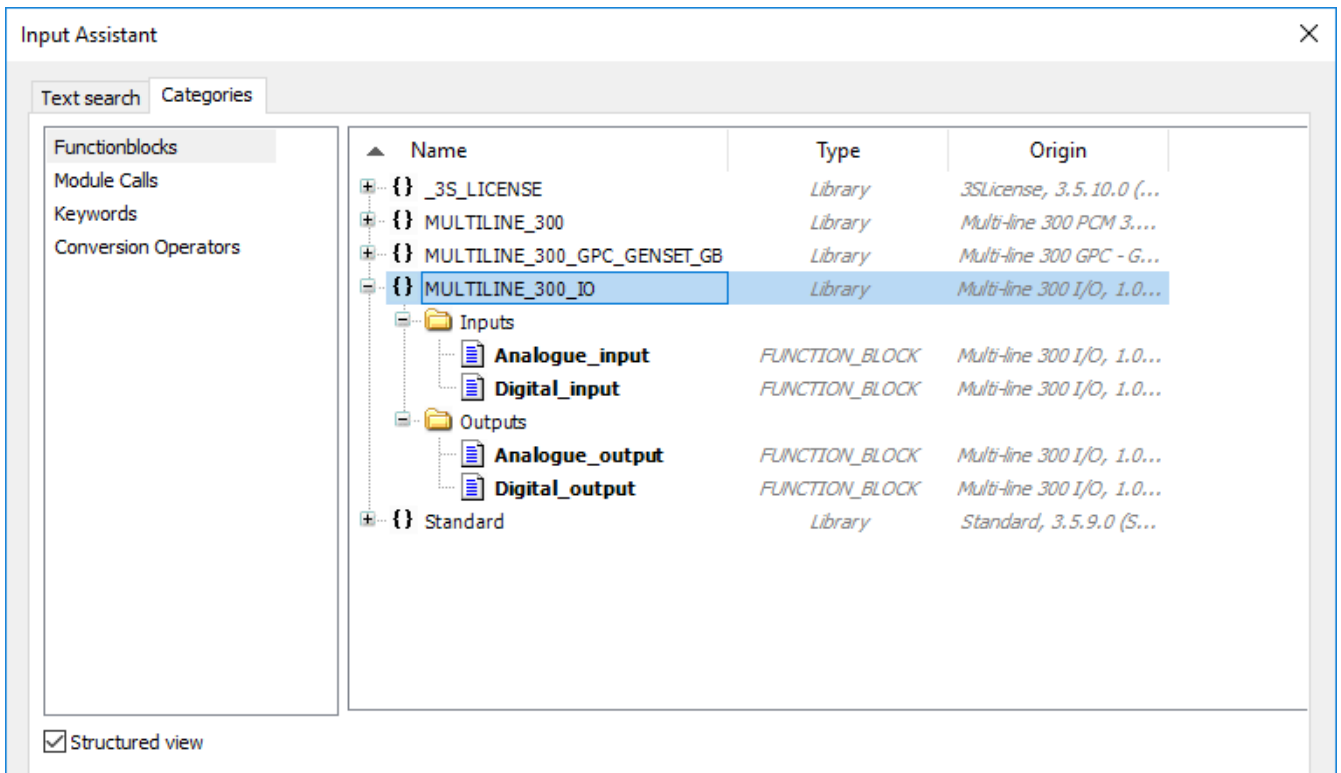 Input Assistant
Text search Categories
Functionblocks
Module Calls
Keywords
Conversion Operators
Name Type Origin
{} _3S_LICENSE Library 3SLicense, 3.5.10.0 (...
{} MULTILINE_300 Library Multi-line 300 PCM 3....
{} MULTILINE_300_GPC_GENSET_GB Library Multi-line 300 GPC - G...
{} MULTILINE_300_IO Library Multi-line 300 I/O, 1.0...
Inputs
Analogue_input FUNCTION_BLOCK Multi-line 300 I/O, 1.0...
Digital_input FUNCTION_BLOCK Multi-line 300 I/O, 1.0...
Outputs
Analogue_output FUNCTION_BLOCK Multi-line 300 I/O, 1.0...
Digital_output FUNCTION_BLOCK Multi-line 300 I/O, 1.0...
{} Standard Library Standard, 3.5.9.0 (S...
Structured view